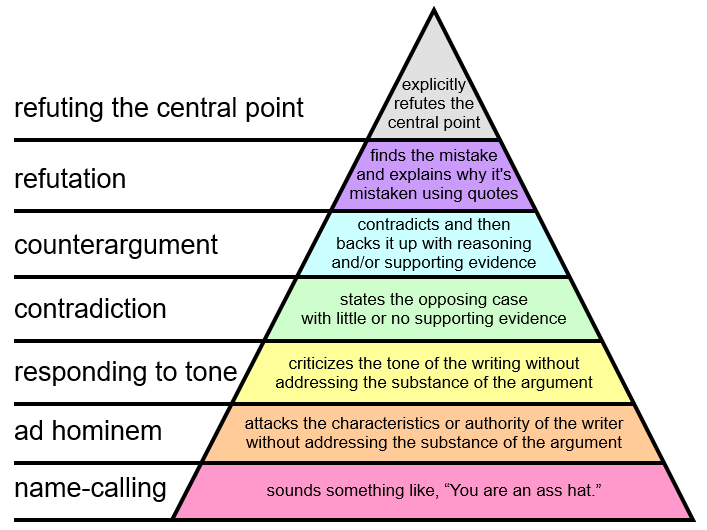 refuting the central point
explicitly
refutes the
central point
refutation
finds the mistake
and explains why it's
mistaken using quotes
counterargument
contradicts and then
backs it up with reasoning
and/or supporting evidence
contradiction
states the opposing case
with little or no supporting evidence
responding to tone
criticizes the tone of the writing without
addressing the substance of the argument
ad hominem
attacks the characteristics or authority of the writer
without addressing the substance of the argument
name-calling
sounds something like, “You are an ass hat.”